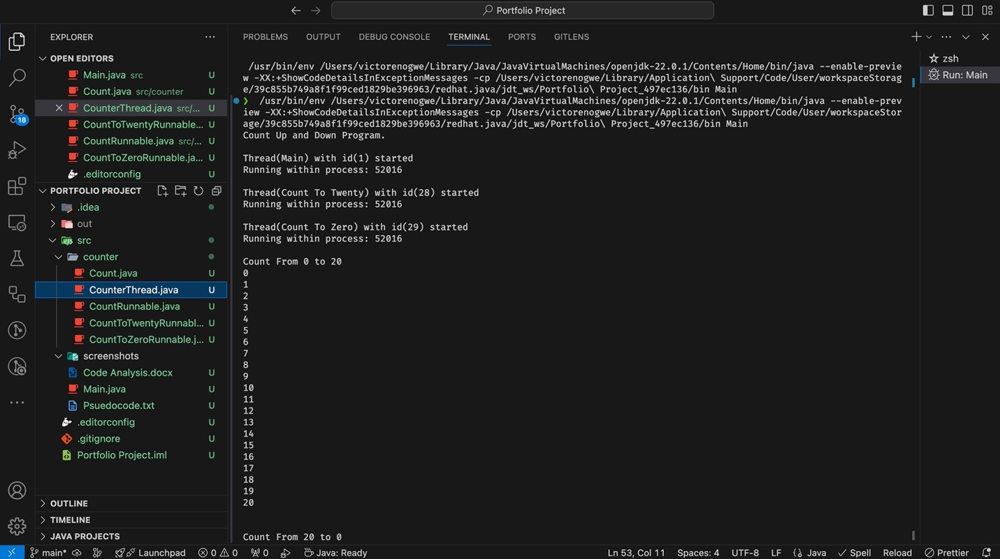 Portfolio Project
EXPLORER
OPEN EDITORS
Main.java src U
Count.java src/counter U
CounterThread.java src/... U
CountToTwentyRunnable... U
CountRunnable.java src/... U
CountToZeroRunnable.ja... U
.editorconfig U
PORTFOLIO PROJECT
.idea
out
src
counter
Count.java U
CounterThread.java U
CountRunnable.java U
CountToTwentyRunnabl... U
CountToZeroRunnable.j... U
screenshots
Code Analysis.docx U
Main.java U
Psuedocode.txt U
.editorconfig U
.gitignore U
Portfolio Project.iml U
OUTLINE
TIMELINE
JAVA PROJECTS
18
PROBLEMS OUTPUT DEBUG CONSOLE TERMINAL PORTS GITLENS
/usr/bin/env /Users/victorenogwe/Library/Java/JavaVirtualMachines/openjdk-22.0.1/Contents/Home/bin/java --enable-previe
w -XX:+ShowCodeDetailsInExceptionMessages -cp /Users/victorenogwe/Library/Application\ Support/Code/User/workspaceStorag
e/39c855b749a8f1f99ced1829be396963/redhat.java/jdt_ws/Portfolio\ Project_497ec136/bin Main
❯ /usr/bin/env /Users/victorenogwe/Library/Java/JavaVirtualMachines/openjdk-22.0.1/Contents/Home/bin/java --enable-prev
iew -XX:+ShowCodeDetailsInExceptionMessages -cp /Users/victorenogwe/Library/Application\ Support/Code/User/workspaceStor
age/39c855b749a8f1f99ced1829be396963/redhat.java/jdt_ws/Portfolio\ Project_497ec136/bin Main
Count Up and Down Program.
Thread(Main) with id(1) started
Running within process: 52016
Thread(Count To Twenty) with id(28) started
Running within process: 52016
Thread(Count To Zero) with id(29) started
Running within process: 52016
Count From 0 to 20
0
1
2
3
4
5
6
7
8
9
10
11
12
13
14
15
16
17
18
19
20
Count From 20 to 0
zsh
Run: Main
main* Launchpad 0 0 0 Java: Ready Ln 53, Col 11 Spaces: 4 UTF-8 LF {} Java Spell Reload Prettier